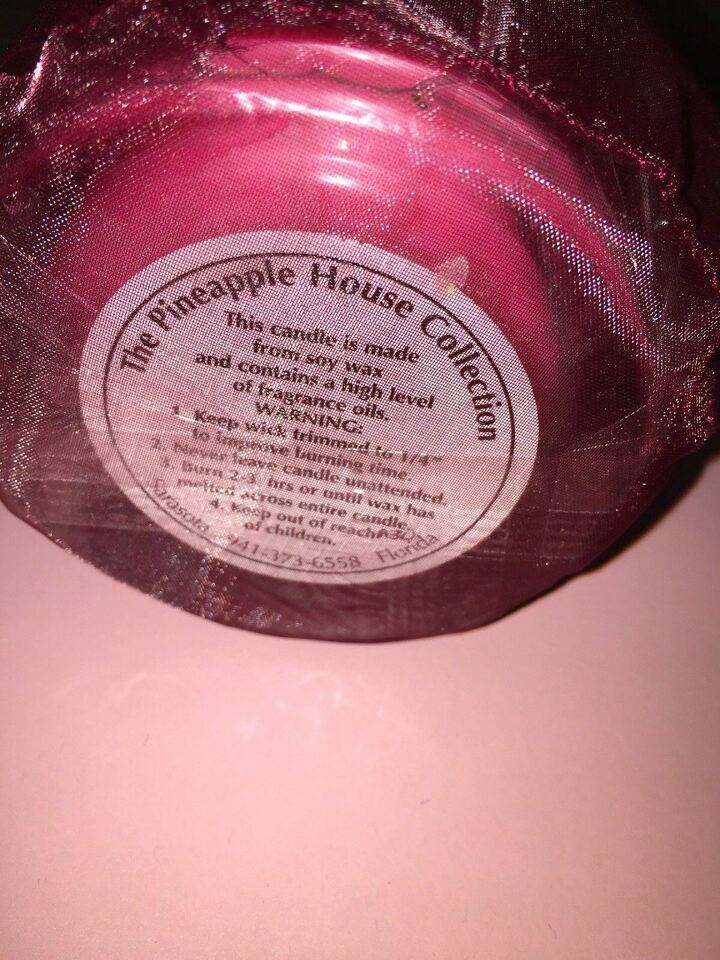 The Pineapple House Collection
This candle is made
from soy wax
and contains a high level
of fragrance oils.
WARNING:
1. Keep wick trimmed to 1/4"
to improve burning time.
2. Never leave candle unattended.
3. Burn 2-3 hrs or until wax has
melted across entire candle.
4. Keep out of reach
of children.
Sarasota 941-373-6558 Florida